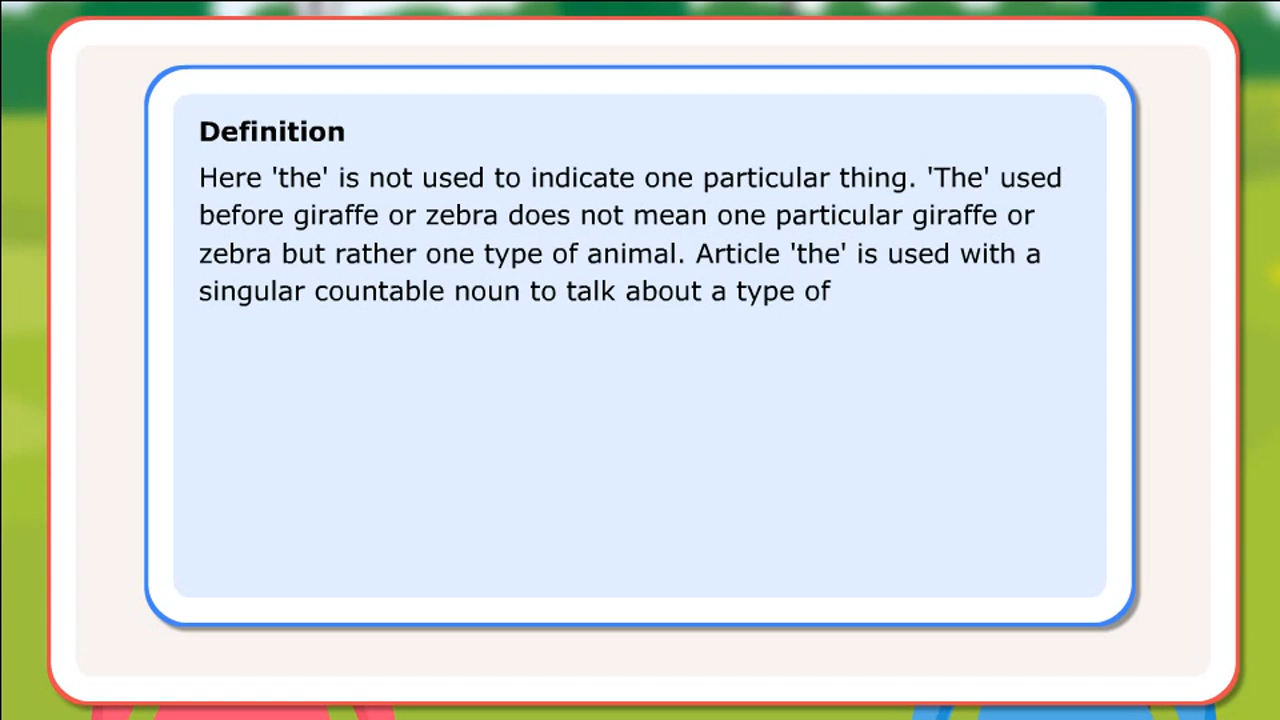 Definition
Here 'the' is not used to indicate one particular thing. 'The' used
before giraffe or zebra does not mean one particular giraffe or
zebra but rather one type of animal. Article 'the' is used with a
singular countable noun to talk about a type of